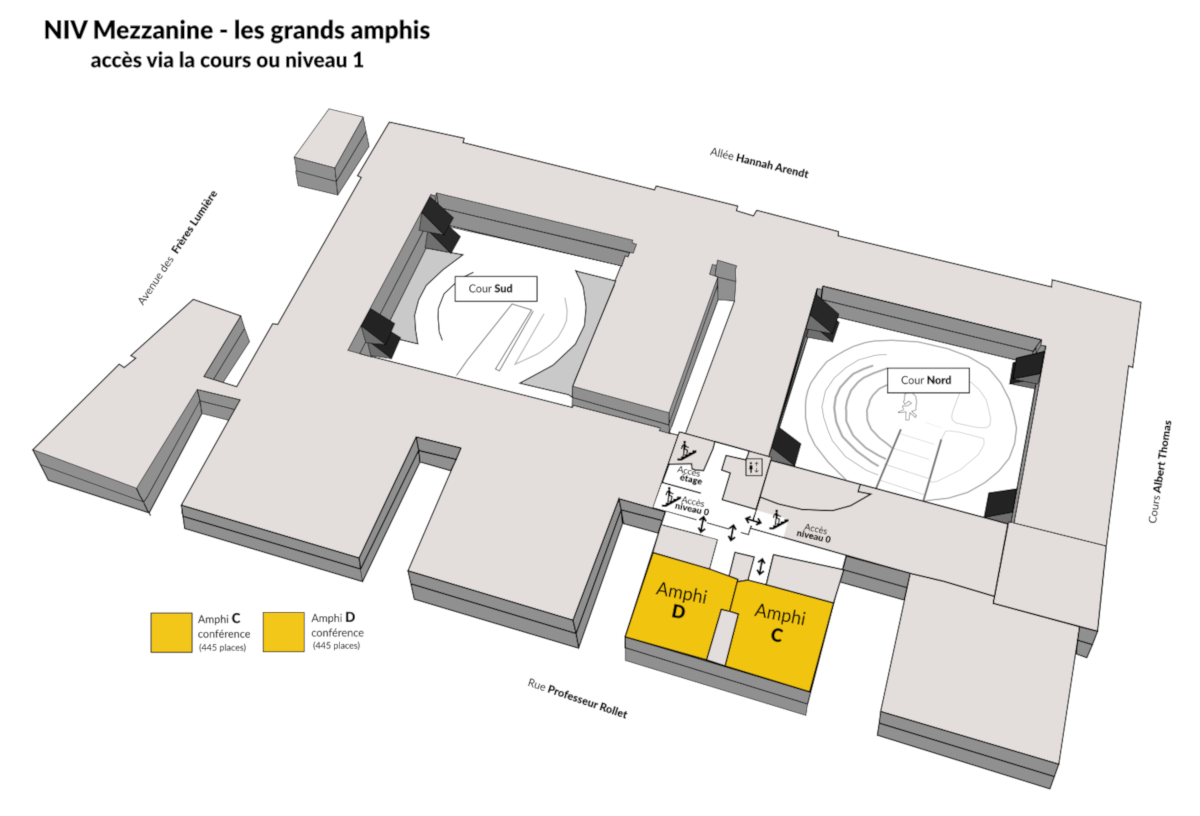 NIV Mezzanine - les grands amphis
accès via la cours ou niveau 1
Allée Hannah Arendt
Avenue des Frères Lumière
Cour Sud
Cour Nord
Cours Albert Thomas
Accès
étage
Accès
niveau 0
Accès
niveau 0
Amphi
D
Amphi
C
Amphi C
conférence
(445 places)
Amphi D
conférence
(445 places)
Rue Professeur Rollet